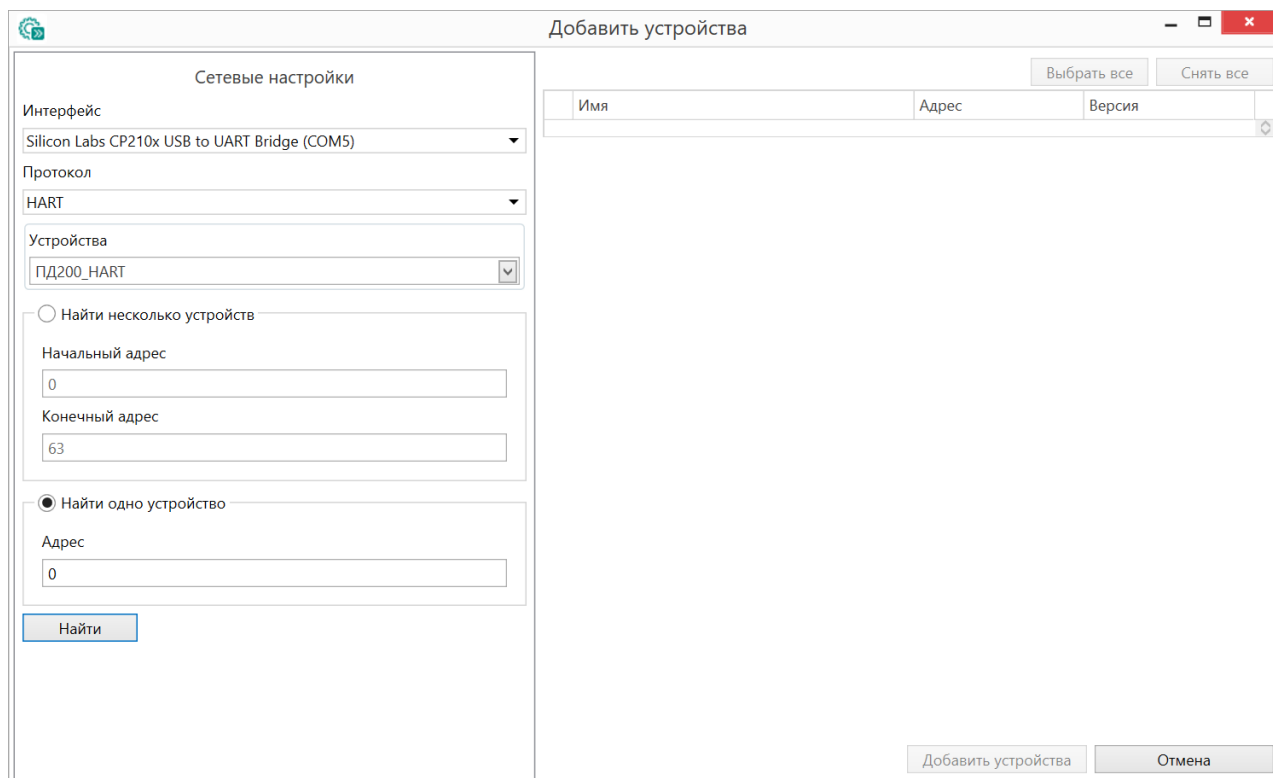 Добавить устройства
Сетевые настройки
Интерфейс
Silicon Labs CP210x USB to UART Bridge (COM5)
Протокол
HART
Устройства
ПД200_HART
Найти несколько устройств
Начальный адрес
0
Конечный адрес
63
Найти одно устройство
Адрес
0
Найти
Выбрать все Снять все
Имя Адрес Версия
Добавить устройства Отмена